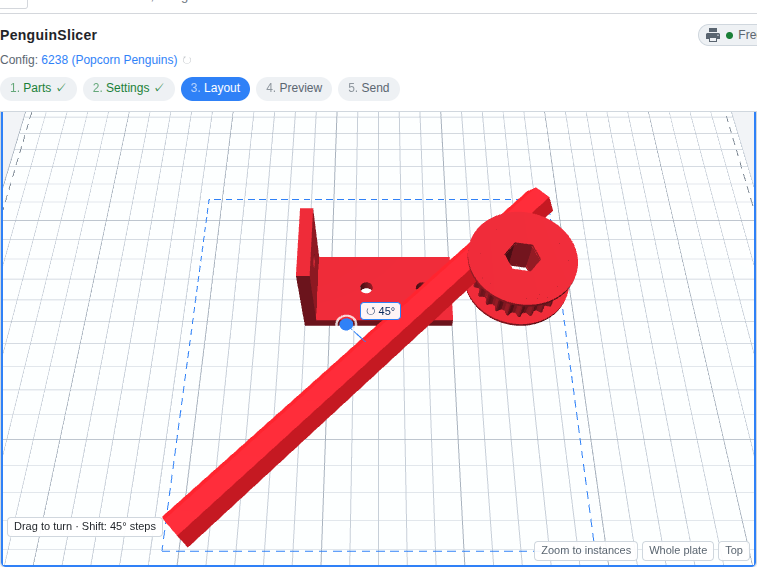 PenguinSlicer
Fre
Config: 6238 (Popcorn Penguins)
1. Parts ✓ 2. Settings ✓ 3. Layout 4. Preview 5. Send
45°
Drag to turn · Shift: 45° steps
Zoom to instances Whole plate Top